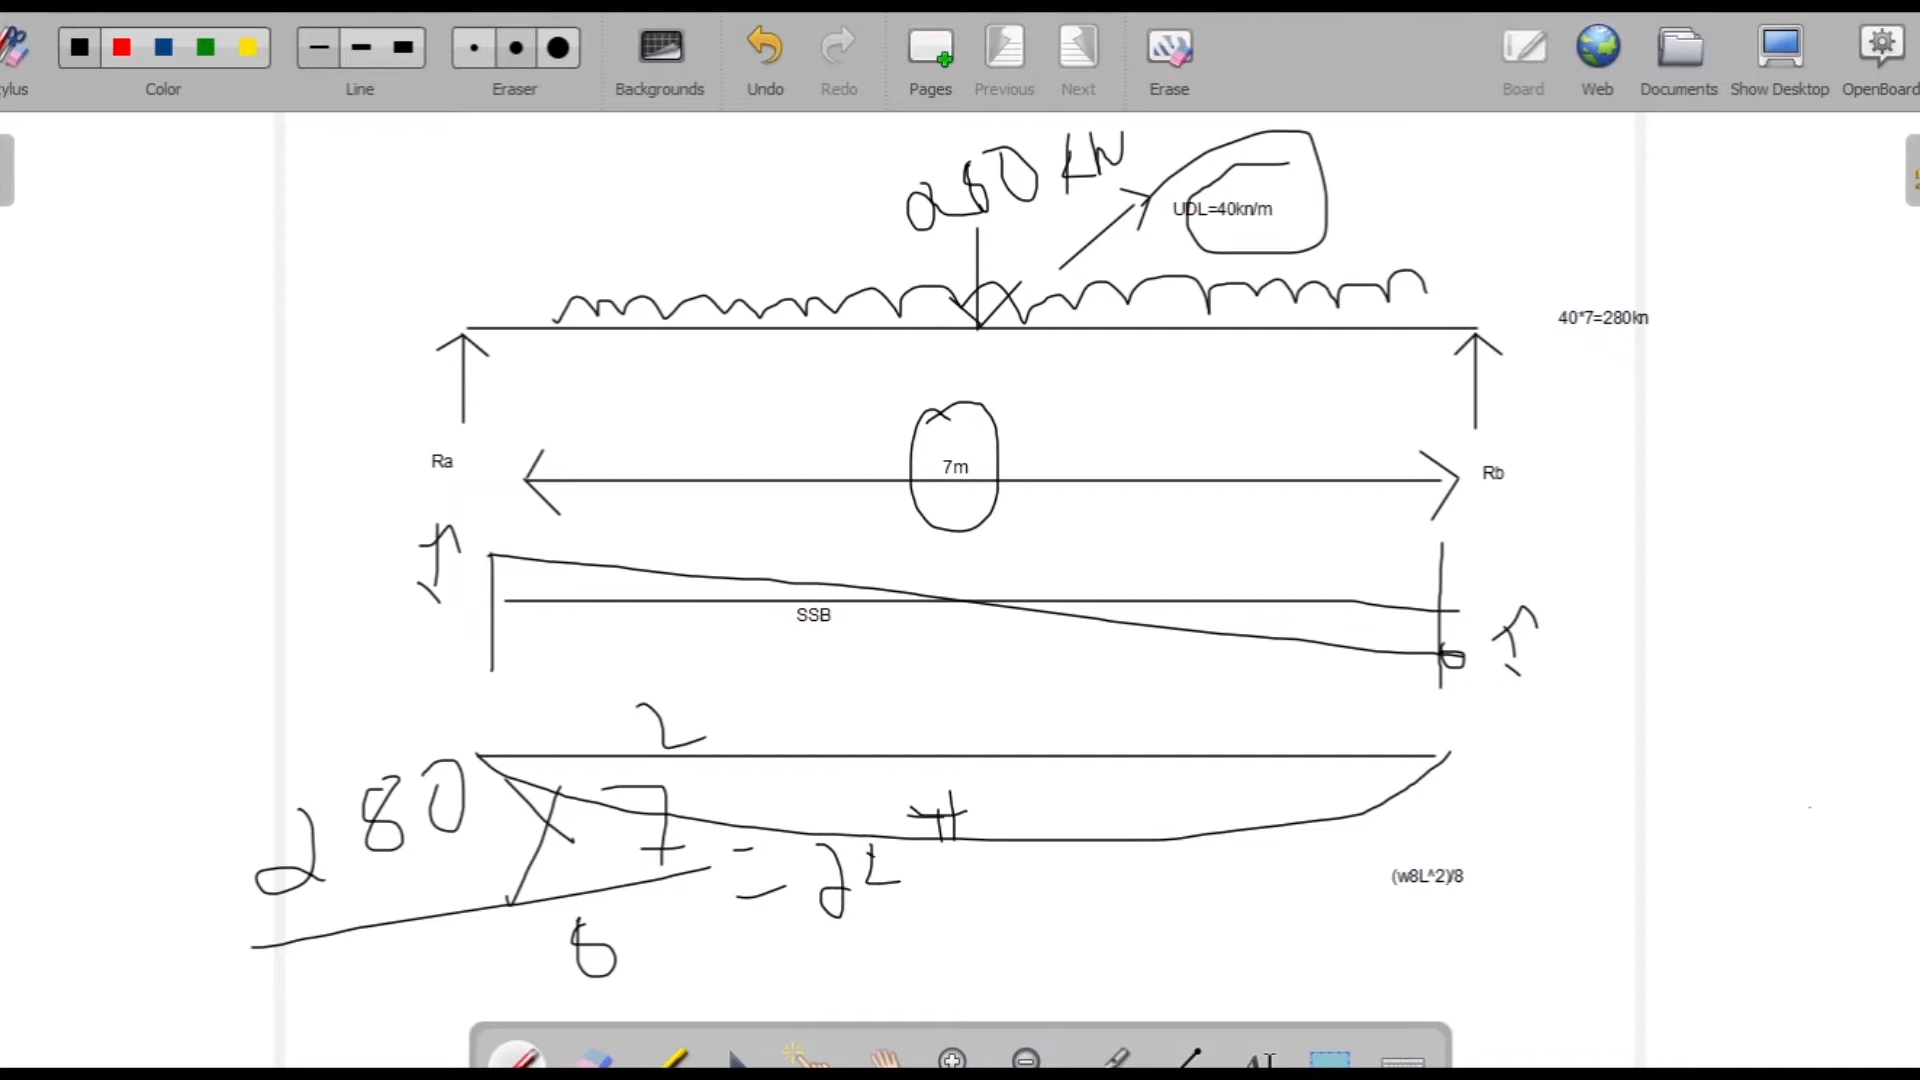 Color
Line
Eraser
Backgrounds
Undo
Redo
Pages
Previous
Next
Erase
Board
Web
Documents
Show Desktop
OpenBoard
280 kN
UDL=40kn/m
40*7=280kn
Ra
7m
Rb
SSB
280 7 = 2
8
(w8L^2)/8